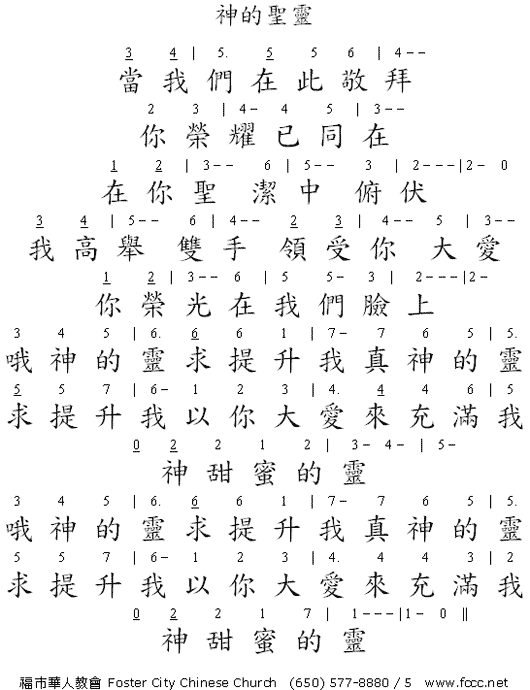 神的聖靈
3 4 | 5. 5 5 6 | 4--
當我們在此敬拜
2 3 | 4- 4 5 | 3--
你榮耀已同在
1 2 | 3-- 6 | 5-- 3 | 2---|2- 0
在你聖潔中俯伏
3 4 | 5-- 6 | 4-- 2 3 | 4-- 5 | 3--
我高舉雙手領受你大愛
1 2 | 3-- 6 | 5 5- 3 | 2---|2-
你榮光在我們臉上
3 4 5 | 6. 6 6 1 | 7- 7 6 5 | 5.
哦神的靈求提升我真神的靈
5 5 7 | 6- 1 2 3 | 4. 4 4 6 | 5
求提升我以你大愛來充滿我
0 2 2 1 2 | 3- 4- | 5-
神甜蜜的靈
3 4 5 | 6. 6 6 1 | 7- 7 6 5 | 5.
哦神的靈求提升我真神的靈
5 5 7 | 6- 1 2 3 | 4. 4 4 3 | 2
求提升我以你大愛來充滿我
0 2 2 1 7 | 1---|1- 0 ||
神甜蜜的靈
福市華人教會 Foster City Chinese Church (650) 577-8880 / 5 www.fccc.net